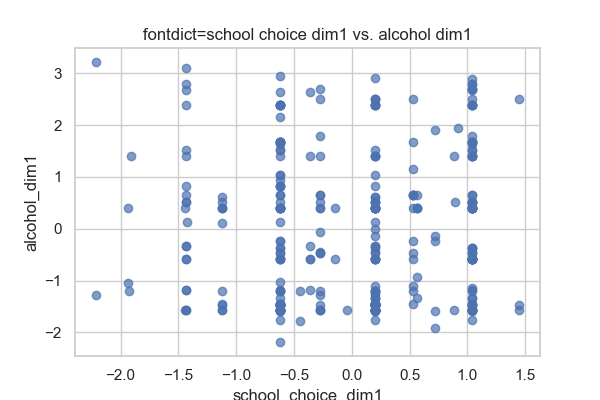 fontdict=school choice dim1 vs. alcohol dim1
3
2
1
0
−1
−2
alcohol_dim1
−2.0 −1.5 −1.0 −0.5 0.0 0.5 1.0 1.5
school_choice_dim1